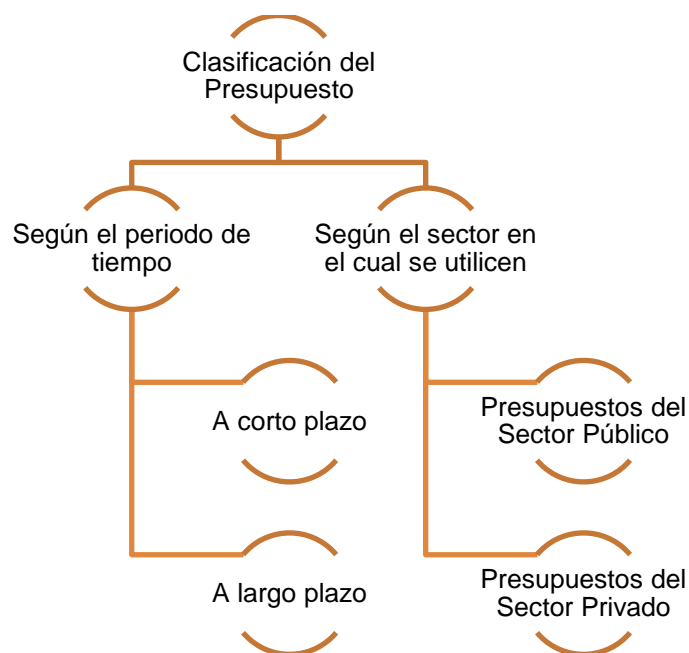 Clasificación del
Presupuesto
Según el periodo de
tiempo
Según el sector en
el cual se utilicen
A corto plazo
Presupuestos del
Sector Público
A largo plazo
Presupuestos del
Sector Privado